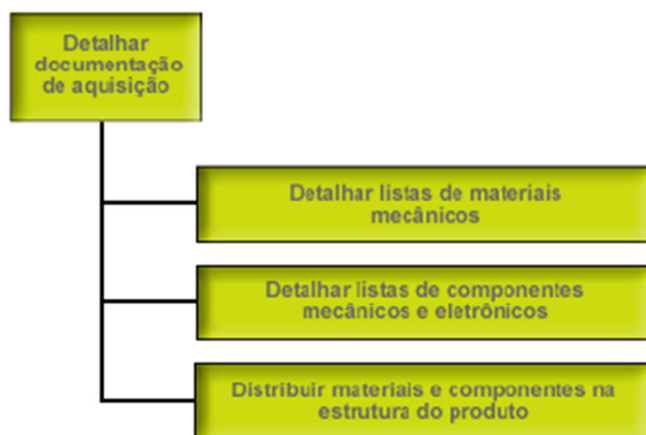 Detalhar
documentação
de aquisição
Detalhar listas de materiais
mecânicos
Detalhar listas de componentes
mecânicos e eletrônicos
Distribuir materiais e componentes na
estrutura do produto